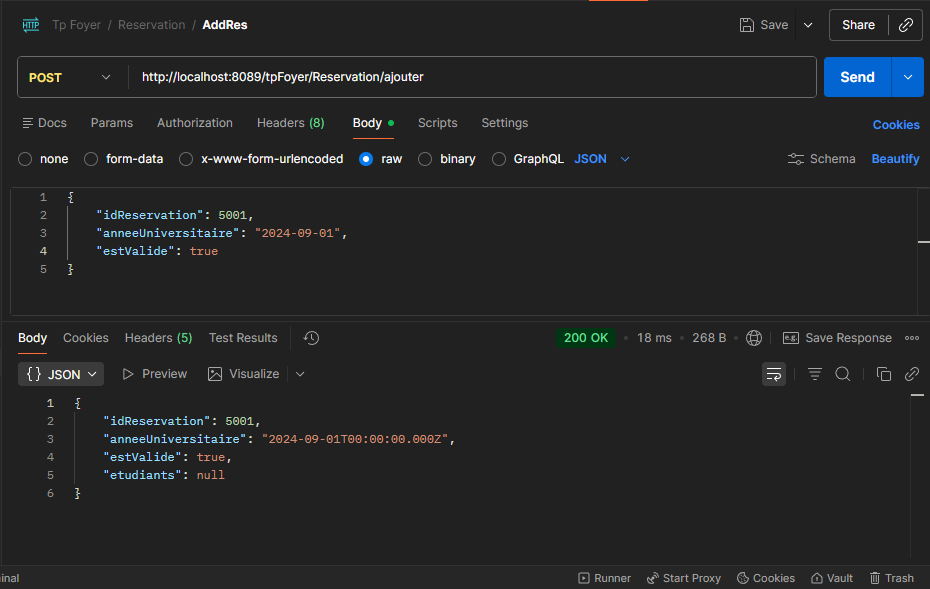 HTTP Tp Foyer / Reservation / AddRes Save Share
POST http://localhost:8089/tpFoyer/Reservation/ajouter Send
Docs Params Authorization Headers (8) Body Scripts Settings Cookies
none form-data x-www-form-urlencoded raw binary GraphQL JSON Schema Beautify
1 {
2 "idReservation": 5001,
3 "anneeUniversitaire": "2024-09-01",
4 "estValide": true
5 }
Body Cookies Headers (5) Test Results 200 OK • 18 ms • 268 B • e.g. Save Response
{} JSON Preview Visualize
1 {
2 "idReservation": 5001,
3 "anneeUniversitaire": "2024-09-01T00:00:00.000Z",
4 "estValide": true,
5 "etudiants": null
6 }
inal Runner Start Proxy Cookies Vault Trash